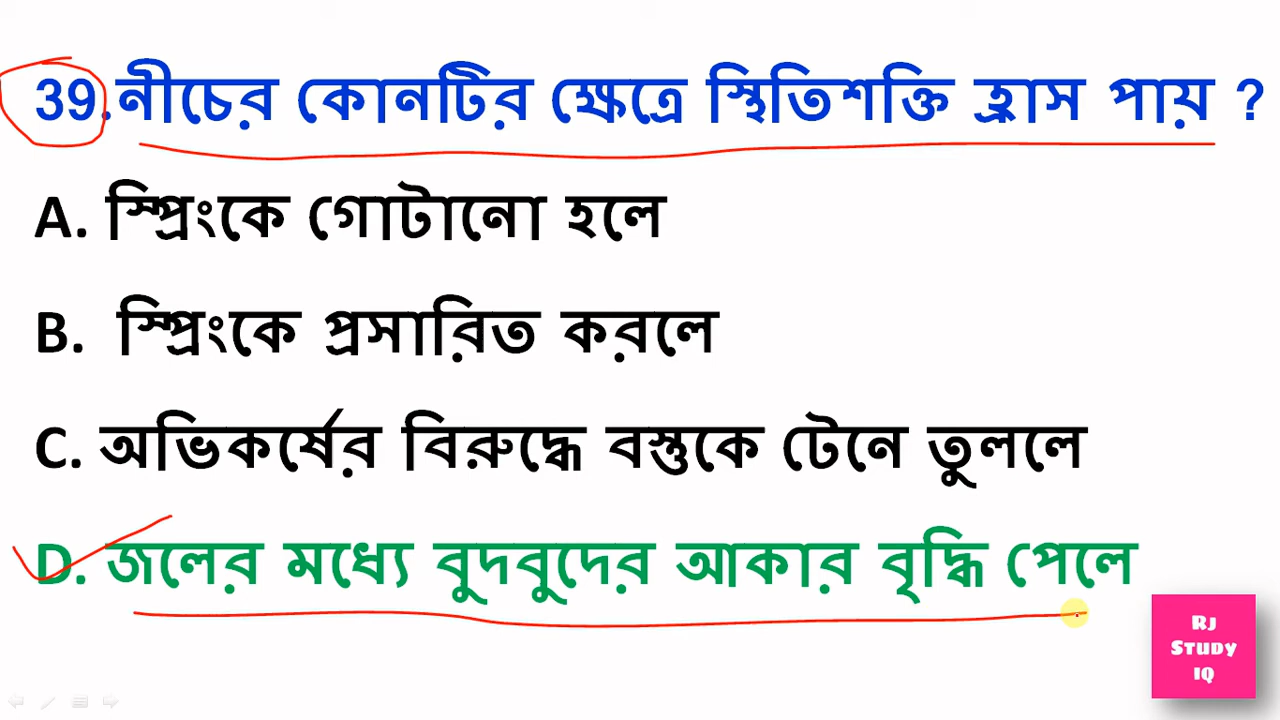 39. নীচের কোনটির ক্ষেত্রে স্থিতিশক্তি হ্রাস পায় ?
A. স্প্রিংকে গোটানো হলে
B. স্প্রিংকে প্রসারিত করলে
C. অভিকর্ষের বিরুদ্ধে বস্তুকে টেনে তুললে
D. জলের মধ্যে বুদবুদের আকার বৃদ্ধি পেলে
RJ
STUDY
IQ